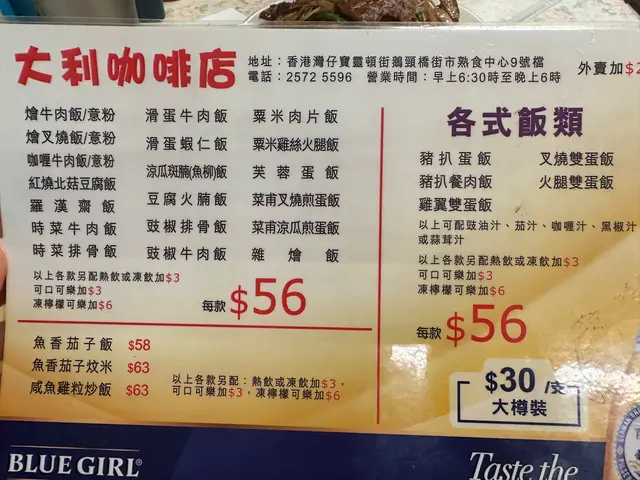 大利咖啡店
地址：香港灣仔寶靈頓街鵝頸橋街市熟食中心9號檔
電話：2572 5596 營業時間：早上6:30時至晚上6時
外賣加$2
燴牛肉飯/意粉 滑蛋牛肉飯 粟米肉片飯
燴叉燒飯/意粉 滑蛋蝦仁飯 粟米雞絲火腿飯
咖喱牛肉飯/意粉 涼瓜斑腩(魚柳)飯 芙蓉蛋飯
紅燒北菇豆腐飯 豆腐火腩飯 菜甫叉燒煎蛋飯
羅漢齋飯 豉椒排骨飯 菜甫涼瓜煎蛋飯
時菜牛肉飯 豉椒牛肉飯 雜燴飯
時菜排骨飯
以上各款另配熱飲或凍飲加$3
可口可樂加$3
凍檸檬可樂加$6
每款$56
魚香茄子飯 $58
魚香茄子炆米 $63
咸魚雞粒炒飯 $63
以上各款另配：熱飲或凍飲加$3，
可口可樂加$3，凍檸檬可樂加$6
各式飯類
豬扒蛋飯 叉燒雙蛋飯
豬扒餐肉飯 火腿雙蛋飯
雞翼雙蛋飯
以上可配豉油汁、茄汁、咖喱汁、黑椒汁
或蒜茸汁
以上各款另配熱飲或凍飲加$3
可口可樂加$3
凍檸檬可樂加$6
每款$56
$30/支
大樽裝
BLUE GIRL®
Taste the